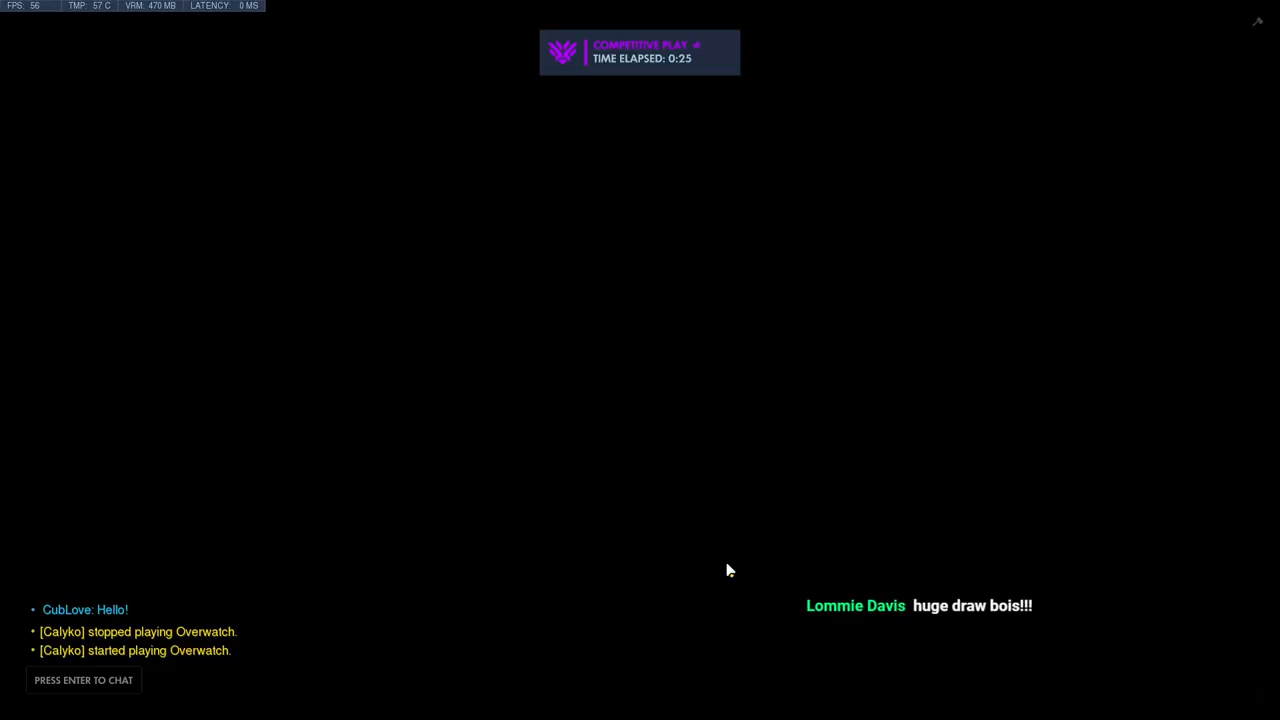 FPS: 56 TMP: 57 C VRM: 470 MB LATENCY: 0 MS
COMPETITIVE PLAY
TIME ELAPSED: 0:25
• CubLove: Hello!
Lommie Davis huge draw bois!!!
• [Calyko] stopped playing Overwatch.
• [Calyko] started playing Overwatch.
PRESS ENTER TO CHAT